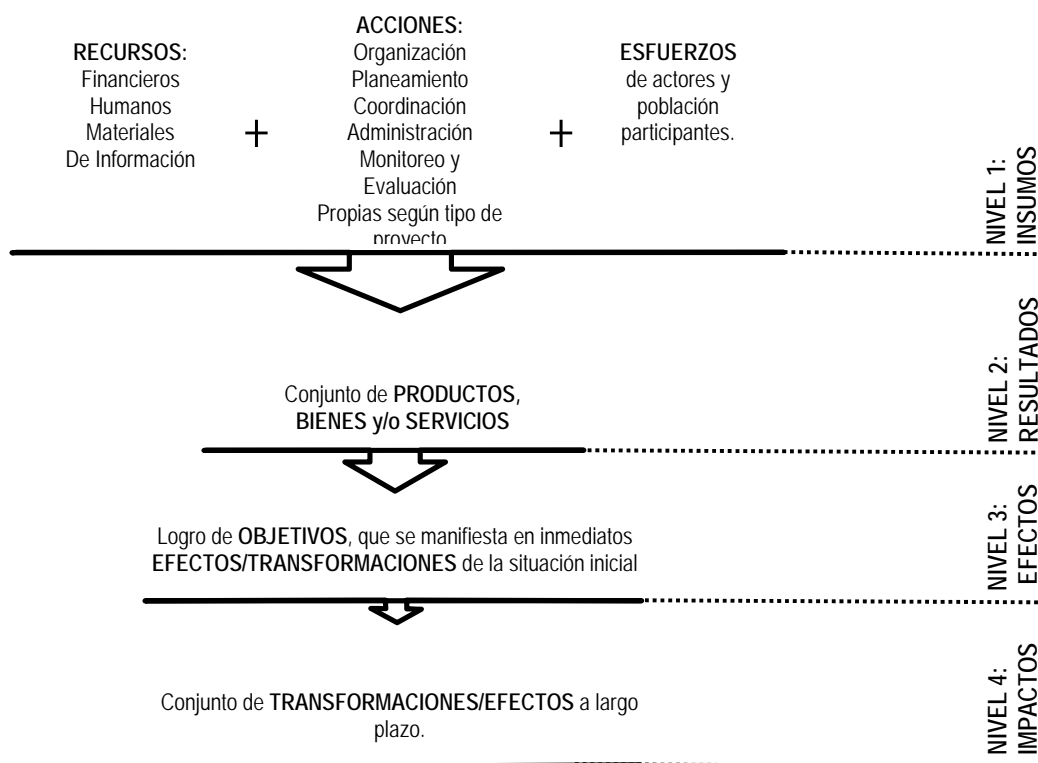 RECURSOS:
Financieros
Humanos
Materiales
De Información
+
ACCIONES:
Organización
Planeamiento
Coordinación
Administración
Monitoreo y
Evaluación
Propias según tipo de
proyecto
+
ESFUERZOS
de actores y
población
participantes.
NIVEL 1:
INSUMOS
Conjunto de PRODUCTOS,
BIENES y/o SERVICIOS
NIVEL 2:
RESULTADOS
Logro de OBJETIVOS, que se manifiesta en inmediatos
EFECTOS/TRANSFORMACIONES de la situación inicial
NIVEL 3:
EFECTOS
Conjunto de TRANSFORMACIONES/EFECTOS a largo
plazo.
NIVEL 4:
IMPACTOS